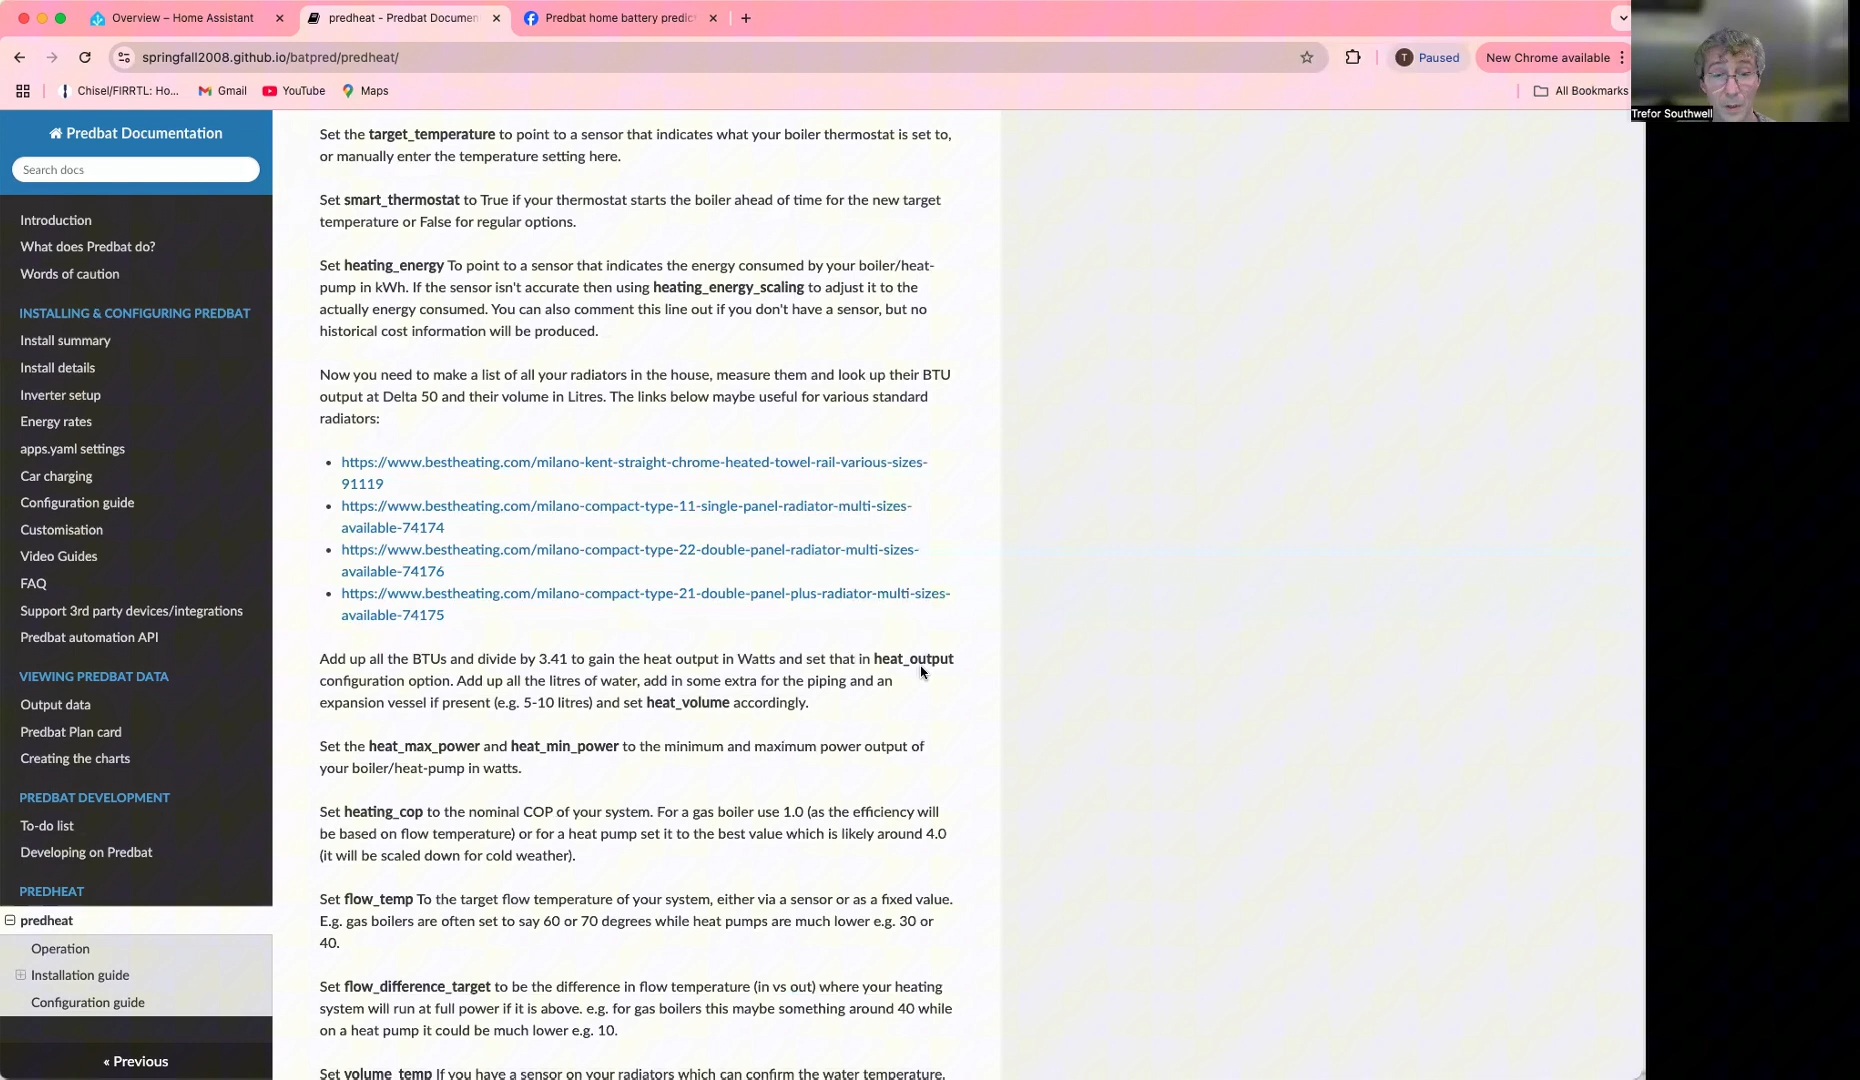 Overview – Home Assistant
predheat - Predbat Documen
Predbat home battery predic
springfall2008.github.io/batpred/predheat/
T
Paused
New Chrome available
Chisel/FIRRTL: Ho...
Gmail
YouTube
Maps
All Bookmarks
Trefor Southwell
Predbat Documentation
Search docs
Introduction
What does Predbat do?
Words of caution
INSTALLING & CONFIGURING PREDBAT
Install summary
Install details
Inverter setup
Energy rates
apps.yaml settings
Car charging
Configuration guide
Customisation
Video Guides
FAQ
Support 3rd party devices/integrations
Predbat automation API
VIEWING PREDBAT DATA
Output data
Predbat Plan card
Creating the charts
PREDBAT DEVELOPMENT
To-do list
Developing on Predbat
PREDHEAT
predheat
Operation
Installation guide
Configuration guide
« Previous
Set the target_temperature to point to a sensor that indicates what your boiler thermostat is set to,
or manually enter the temperature setting here.
Set smart_thermostat to True if your thermostat starts the boiler ahead of time for the new target
temperature or False for regular options.
Set heating_energy To point to a sensor that indicates the energy consumed by your boiler/heat-
pump in kWh. If the sensor isn't accurate then using heating_energy_scaling to adjust it to the
actually energy consumed. You can also comment this line out if you don't have a sensor, but no
historical cost information will be produced.
Now you need to make a list of all your radiators in the house, measure them and look up their BTU
output at Delta 50 and their volume in Litres. The links below maybe useful for various standard
radiators:
https://www.bestheating.com/milano-kent-straight-chrome-heated-towel-rail-various-sizes-
91119
https://www.bestheating.com/milano-compact-type-11-single-panel-radiator-multi-sizes-
available-74174
https://www.bestheating.com/milano-compact-type-22-double-panel-radiator-multi-sizes-
available-74176
https://www.bestheating.com/milano-compact-type-21-double-panel-plus-radiator-multi-sizes-
available-74175
Add up all the BTUs and divide by 3.41 to gain the heat output in Watts and set that in heat_output
configuration option. Add up all the litres of water, add in some extra for the piping and an
expansion vessel if present (e.g. 5-10 litres) and set heat_volume accordingly.
Set the heat_max_power and heat_min_power to the minimum and maximum power output of
your boiler/heat-pump in watts.
Set heating_cop to the nominal COP of your system. For a gas boiler use 1.0 (as the efficiency will
be based on flow temperature) or for a heat pump set it to the best value which is likely around 4.0
(it will be scaled down for cold weather).
Set flow_temp To the target flow temperature of your system, either via a sensor or as a fixed value.
E.g. gas boilers are often set to say 60 or 70 degrees while heat pumps are much lower e.g. 30 or
40.
Set flow_difference_target to be the difference in flow temperature (in vs out) where your heating
system will run at full power if it is above. e.g. for gas boilers this maybe something around 40 while
on a heat pump it could be much lower e.g. 10.
Set volume_temp If you have a sensor on your radiators which can confirm the water temperature,